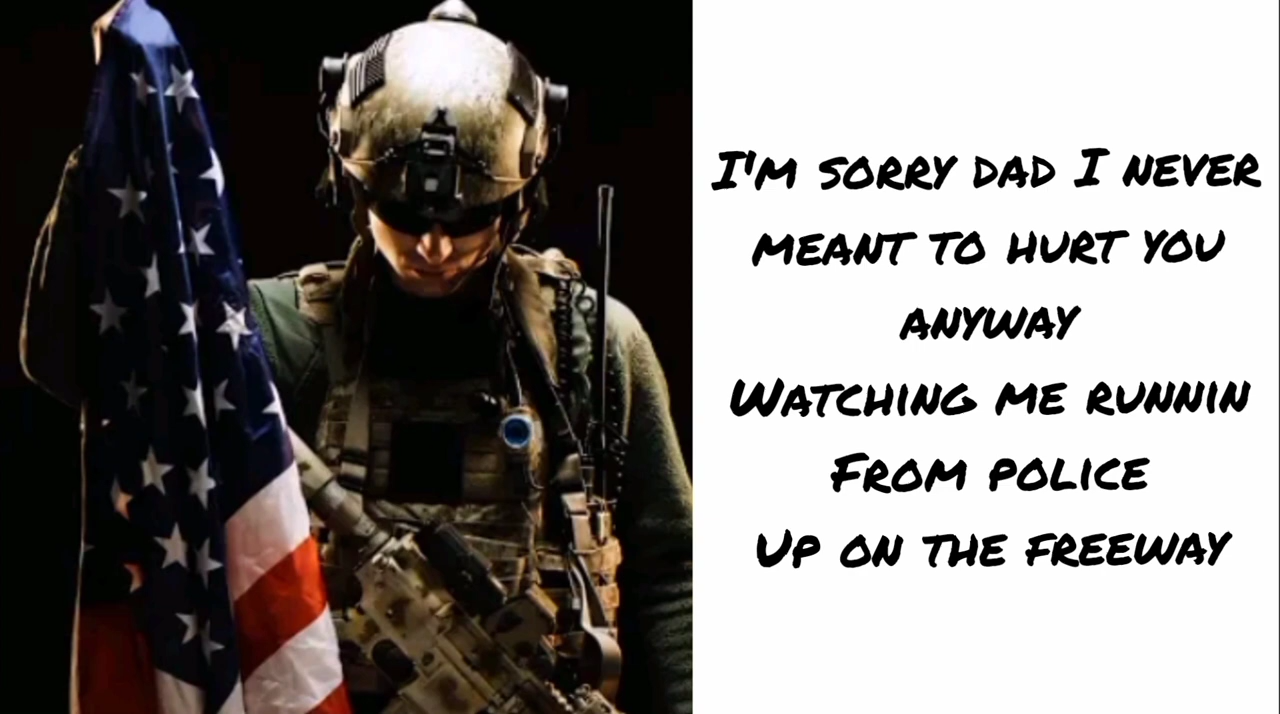 I'm sorry dad I never
meant to hurt you
anyway
Watching me runnin
From police
Up on the freeway